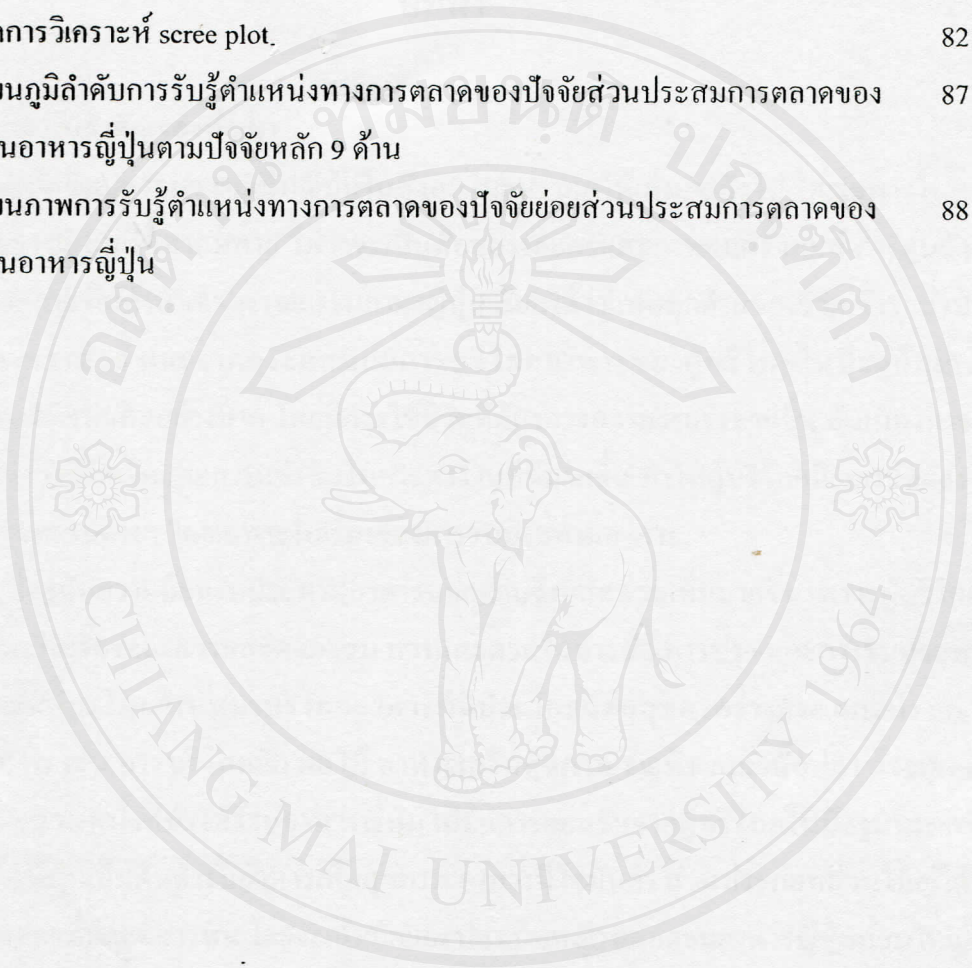 การวิเคราะห์ scree plot. 82
นภูมิลำดับการรับรู้ตำแหน่งทางการตลาดของปัจจัยส่วนประสมการตลาดของ 87
นอาหารญี่ปุ่นตามปัจจัยหลัก 9 ด้าน
นภาพการรับรู้ตำแหน่งทางการตลาดของปัจจัยย่อยส่วนประสมการตลาดของ 88
นอาหารญี่ปุ่น
CHIANG MAI UNIVERSITY 1964